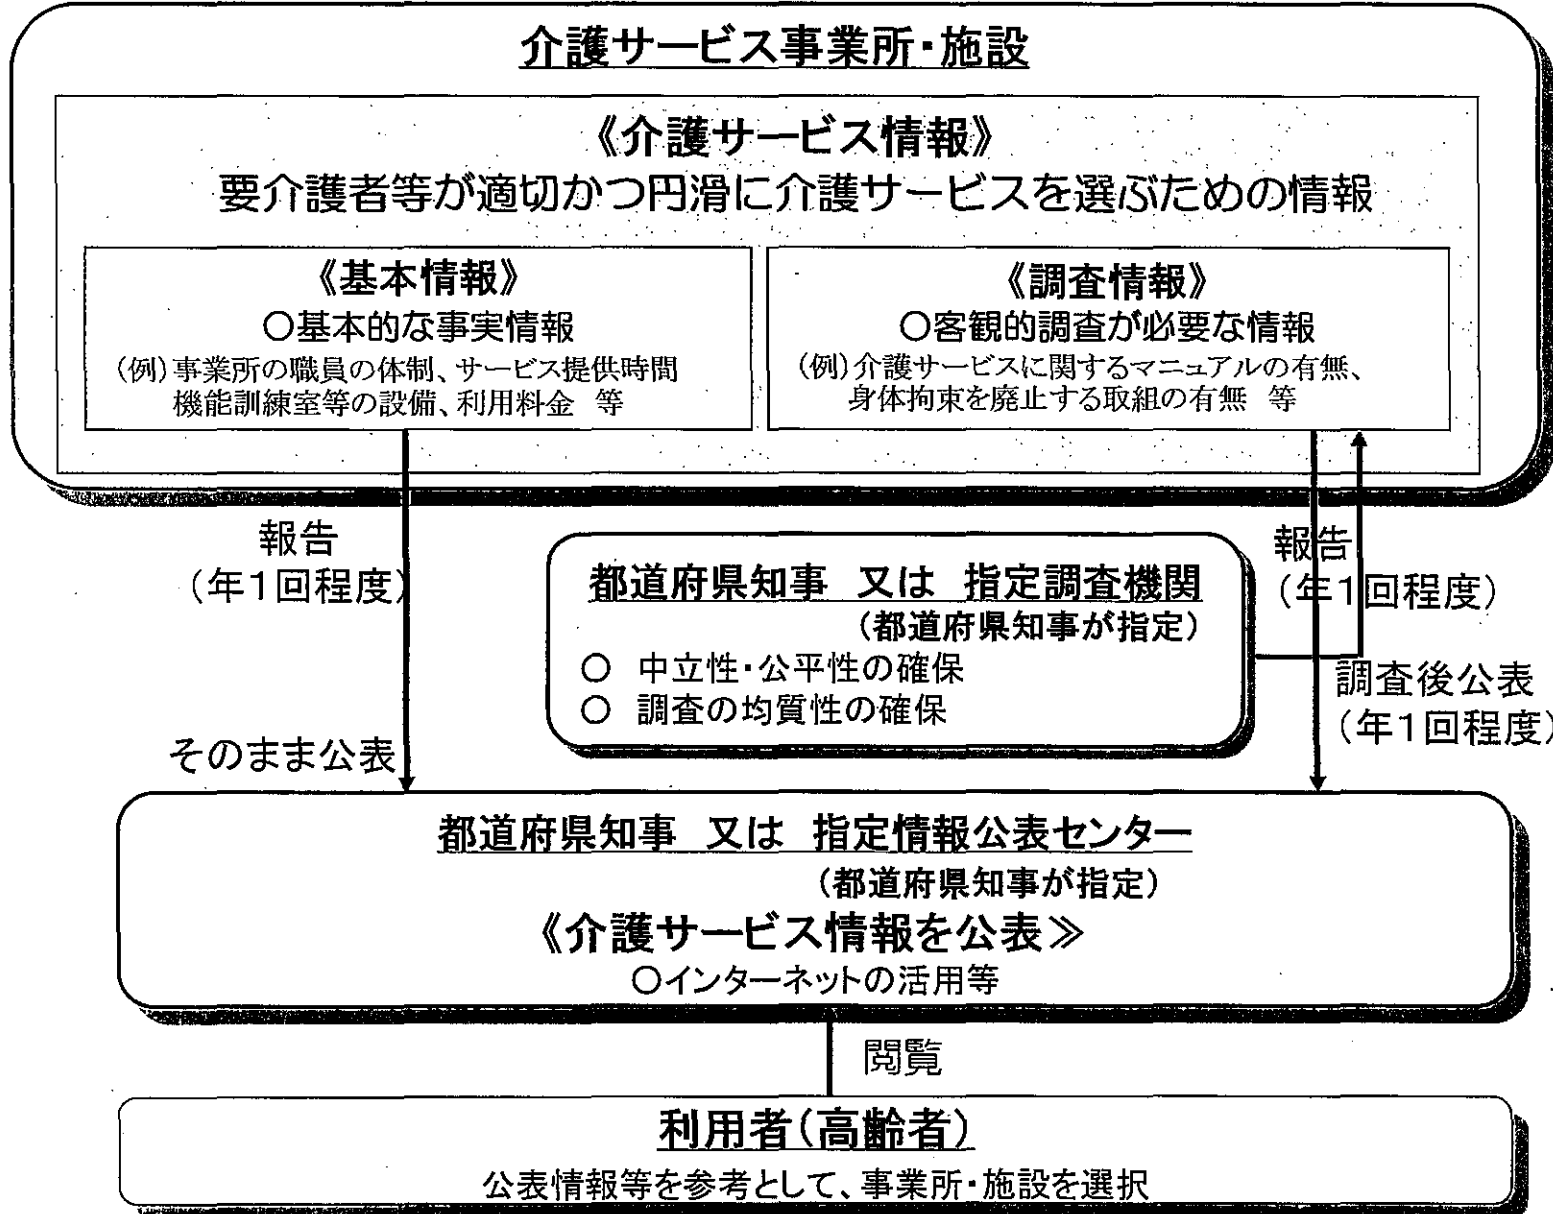 介護サービス事業所・施設
《介護サービス情報》
要介護者等が適切かつ円滑に介護サービスを選ぶための情報
《基本情報》
○基本的な事実情報
(例)事業所の職員の体制、サービス提供時間
機能訓練室等の設備、利用料金 等
《調査情報》
○客観的調査が必要な情報
(例)介護サービスに関するマニュアルの有無、
身体拘束を廃止する取組の有無 等
報告
(年1回程度)
そのまま公表
都道府県知事 又は 指定調査機関
(都道府県知事が指定)
○ 中立性・公平性の確保
○ 調査の均質性の確保
報告
(年1回程度)
調査後公表
(年1回程度)
都道府県知事 又は 指定情報公表センター
(都道府県知事が指定)
《介護サービス情報を公表≫
○インターネットの活用等
閲覧
利用者(高齢者)
公表情報等を参考として、事業所・施設を選択